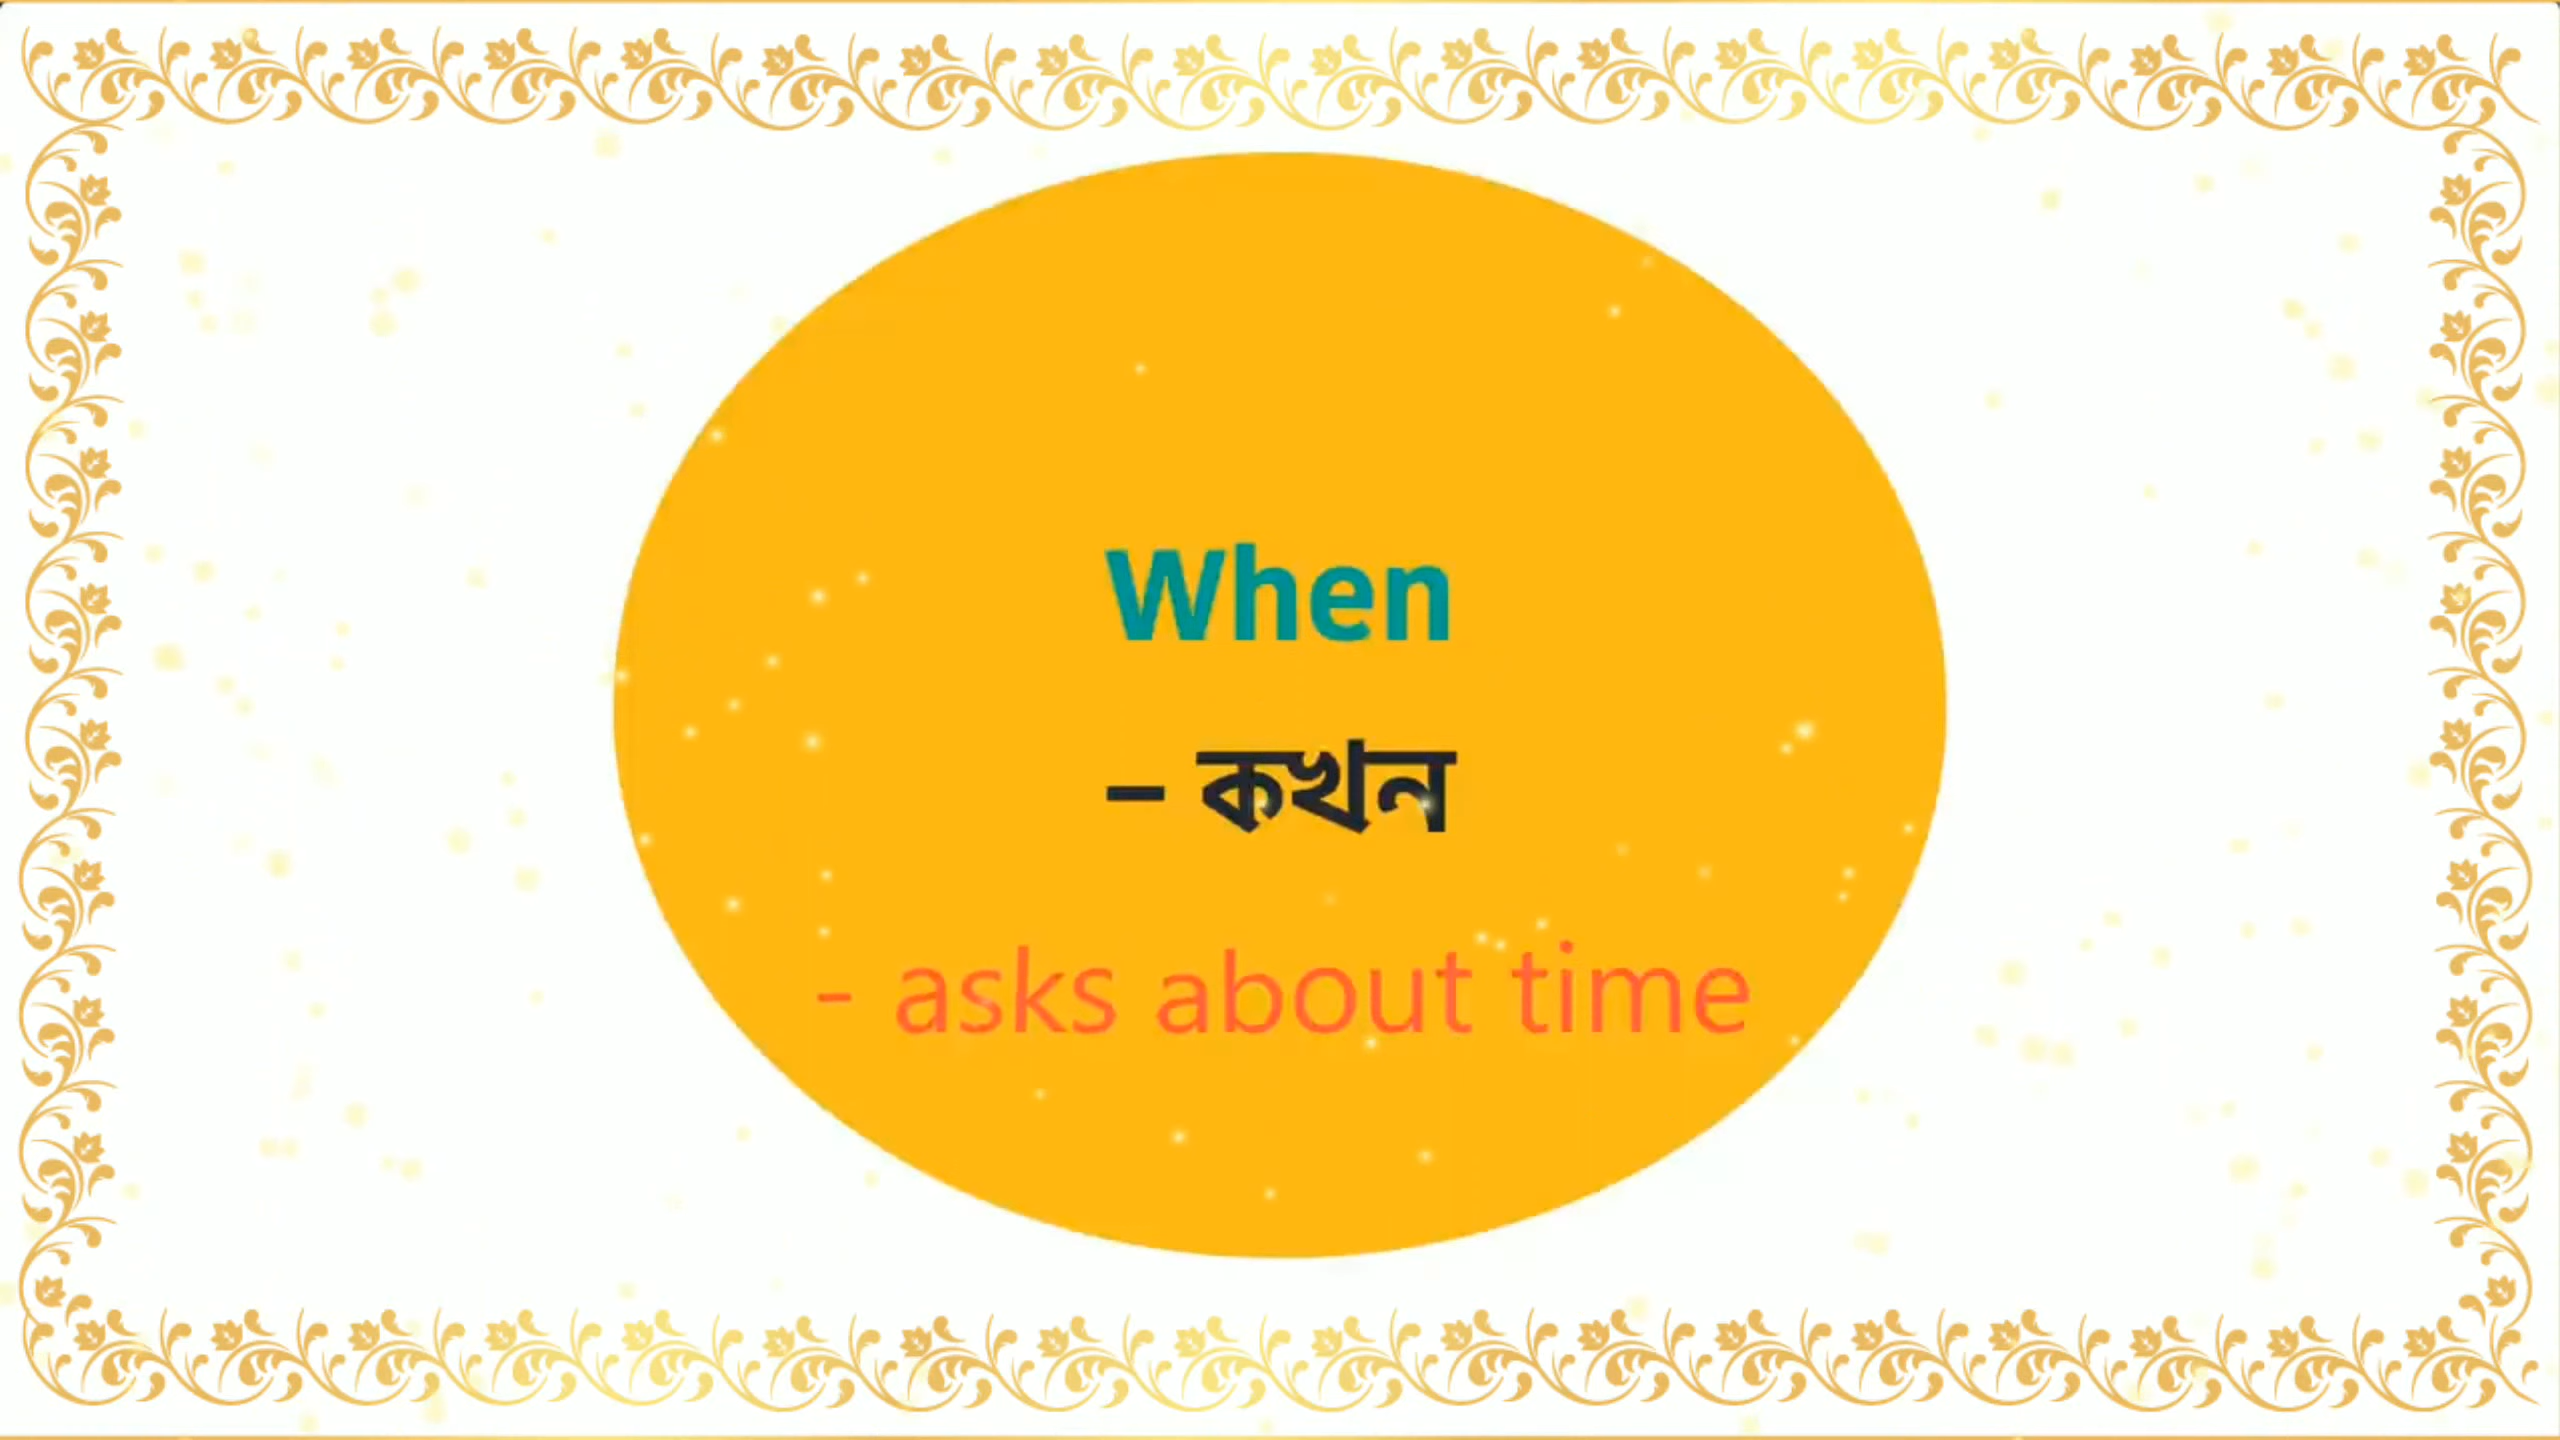 When
– কখন
- asks about time